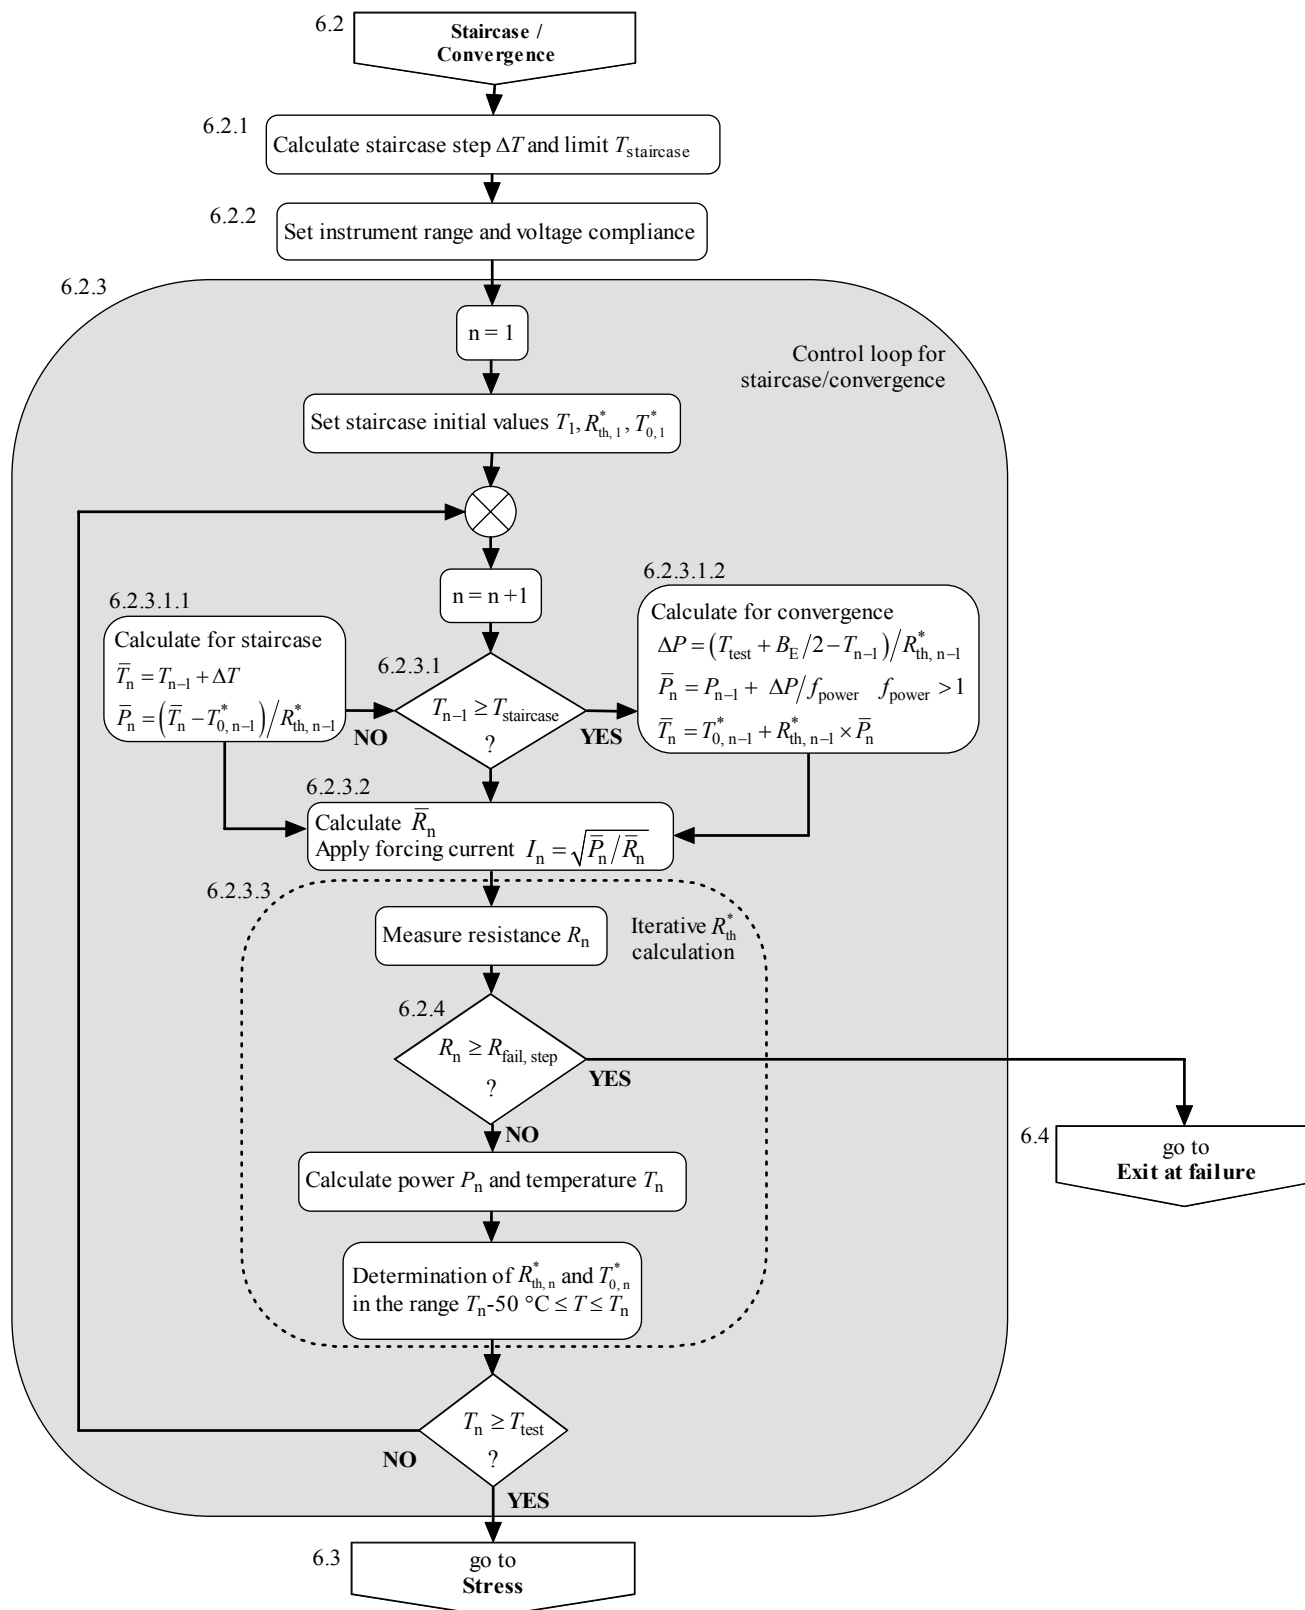 6.2
Staircase /
Convergence
6.2.1
Calculate staircase step ΔT and limit T_staircase
6.2.2
Set instrument range and voltage compliance
6.2.3
n = 1
Control loop for
staircase/convergence
Set staircase initial values T_1, R*_th, 1, T*_0, 1
n = n +1
6.2.3.1.1
Calculate for staircase
T̄_n = T_n−1 + ΔT
P̄_n = (T̄_n − T*_0, n−1)/R*_th, n−1
6.2.3.1
T_n−1 ≥ T_staircase
?
NO
YES
6.2.3.1.2
Calculate for convergence
ΔP = (T_test + B_E/2 − T_n−1)/R*_th, n−1
P̄_n = P_n−1 + ΔP/f_power f_power > 1
T̄_n = T*_0, n−1 + R*_th, n−1 × P̄_n
6.2.3.2
Calculate R̄_n
Apply forcing current I_n = √(P̄_n/R̄_n)
6.2.3.3
Measure resistance R_n
Iterative R*_th
calculation
6.2.4
R_n ≥ R_fail, step
?
YES
NO
6.4
go to
Exit at failure
Calculate power P_n and temperature T_n
Determination of R*_th, n and T*_0, n
in the range T_n-50 °C ≤ T ≤ T_n
T_n ≥ T_test
?
NO
YES
6.3
go to
Stress